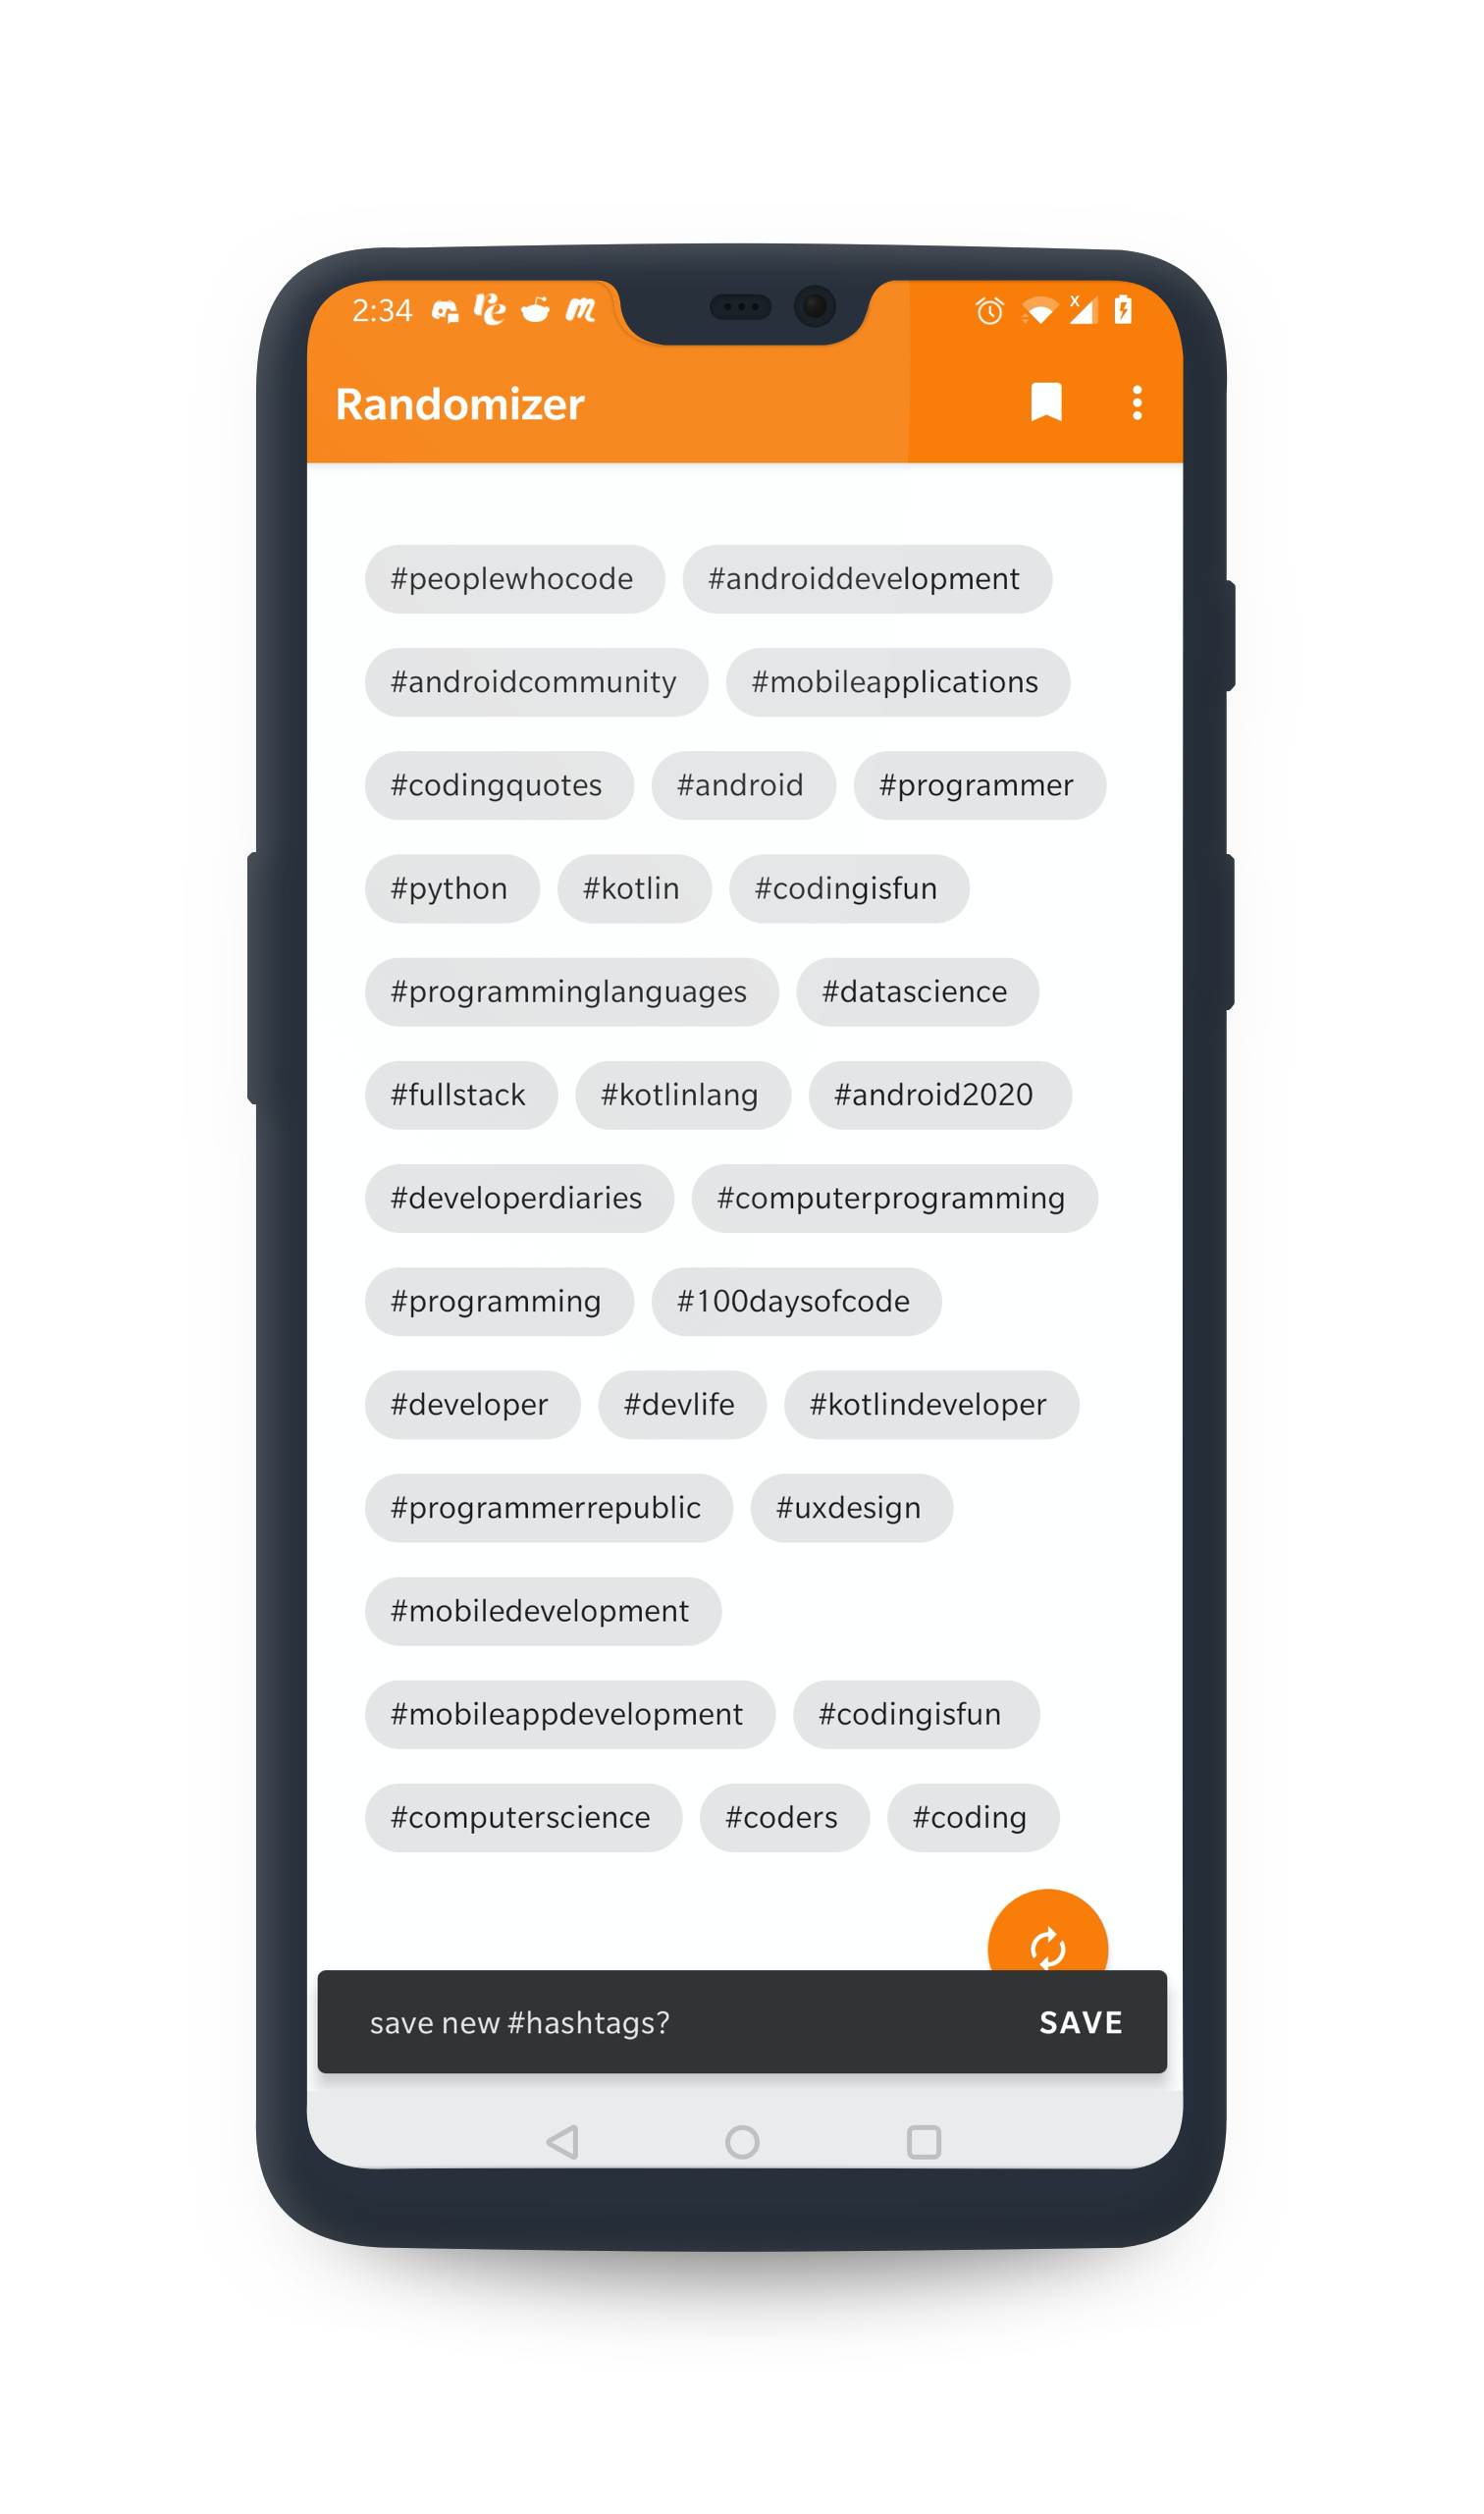 2:34
Randomizer
#peoplewhocode #androiddevelopment
#androidcommunity #mobileapplications
#codingquotes #android #programmer
#python #kotlin #codingisfun
#programminglanguages #datascience
#fullstack #kotlinlang #android2020
#developerdiaries #computerprogramming
#programming #100daysofcode
#developer #devlife #kotlindeveloper
#programmerrepublic #uxdesign
#mobiledevelopment
#mobileappdevelopment #codingisfun
#computerscience #coders #coding
save new #hashtags? SAVE